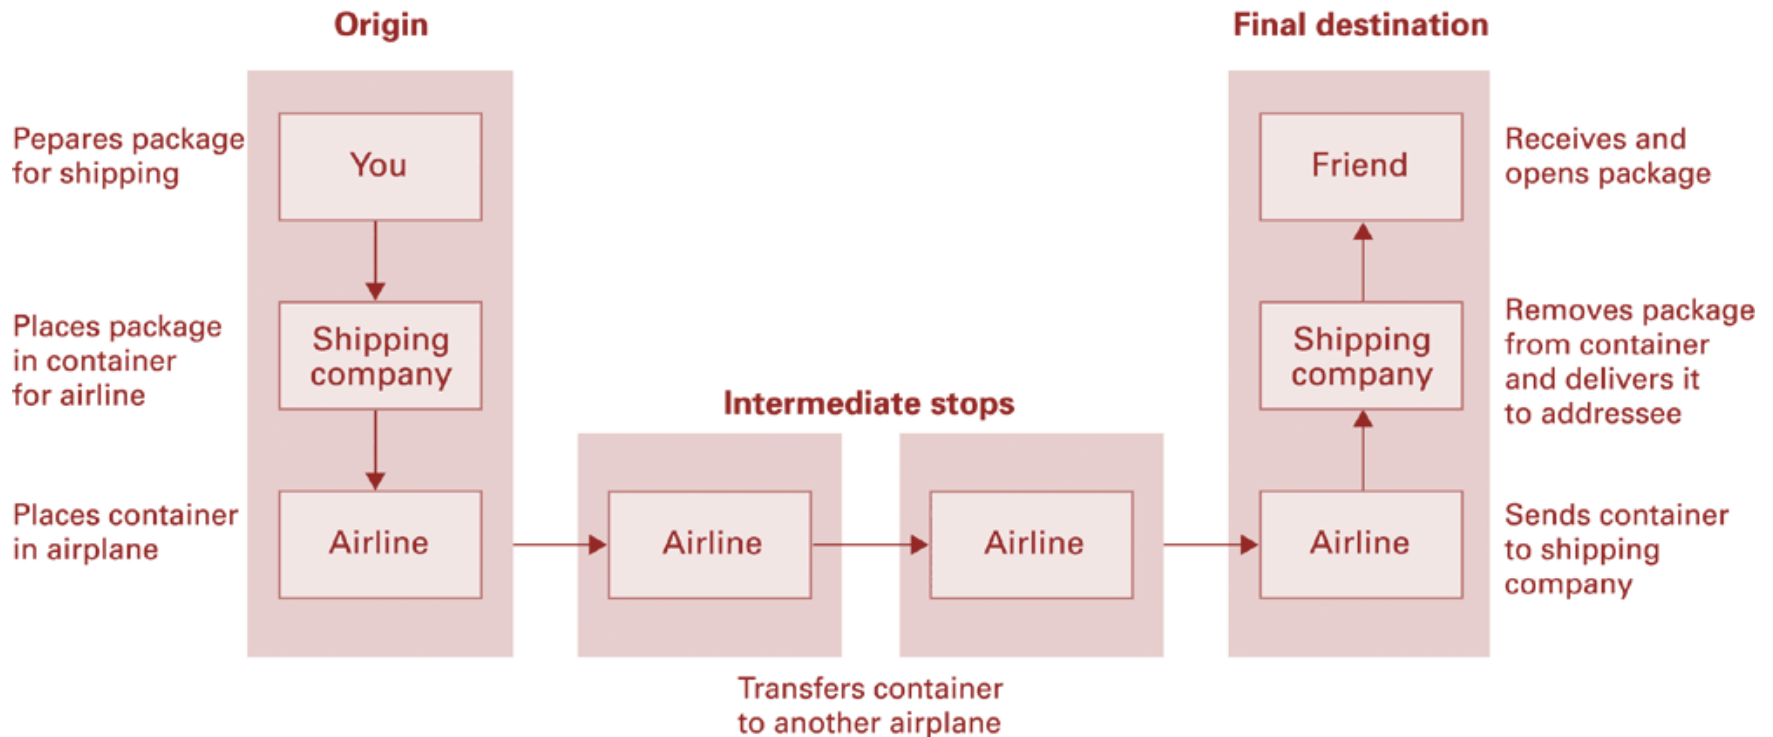 Origin
Final destination
Pepares package
for shipping
You
Friend
Receives and
opens package
Places package
in container
for airline
Shipping
company
Shipping
company
Removes package
from container
and delivers it
to addressee
Intermediate stops
Places container
in airplane
Airline
Airline
Airline
Airline
Sends container
to shipping
company
Transfers container
to another airplane